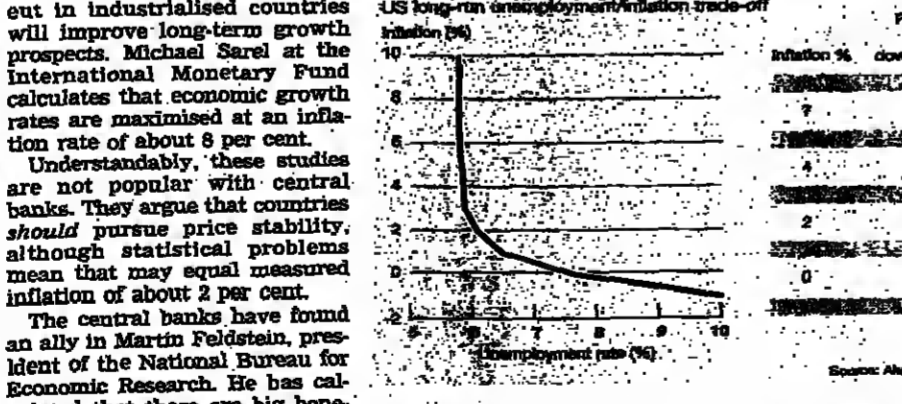 eut in industrialised countries
will improve long-term growth
prospects. Michael Sarel at the
International Monetary Fund
calculates that economic growth
rates are maximised at an infla-
tion rate of about 8 per cent.
Understandably, these studies
are not popular with central
banks. They argue that countries
should pursue price stability,
although statistical problems
mean that may equal measured
inflation of about 2 per cent.
The central banks have found
an ally in Martin Feldstein, pres-
ident of the National Bureau for
Economic Research. He bas cal-
US long-run unemployment/inflation trade-off
Inflation (%)
10
8
6
4
2
0
-2
5 6 7 8 9 10
Unemployment rate (%)
Inflation %
7
4
2
0
Source: